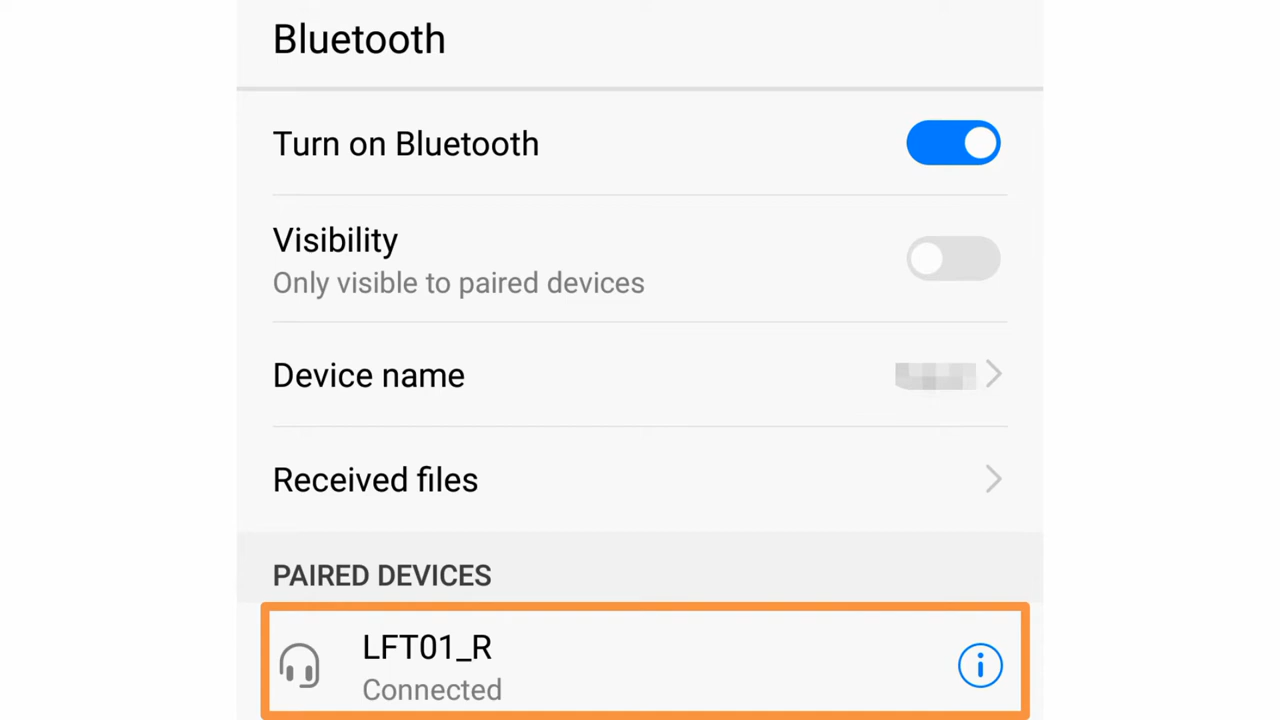 Bluetooth
Turn on Bluetooth
Visibility
Only visible to paired devices
Device name
Received files
PAIRED DEVICES
LFT01_R
Connected